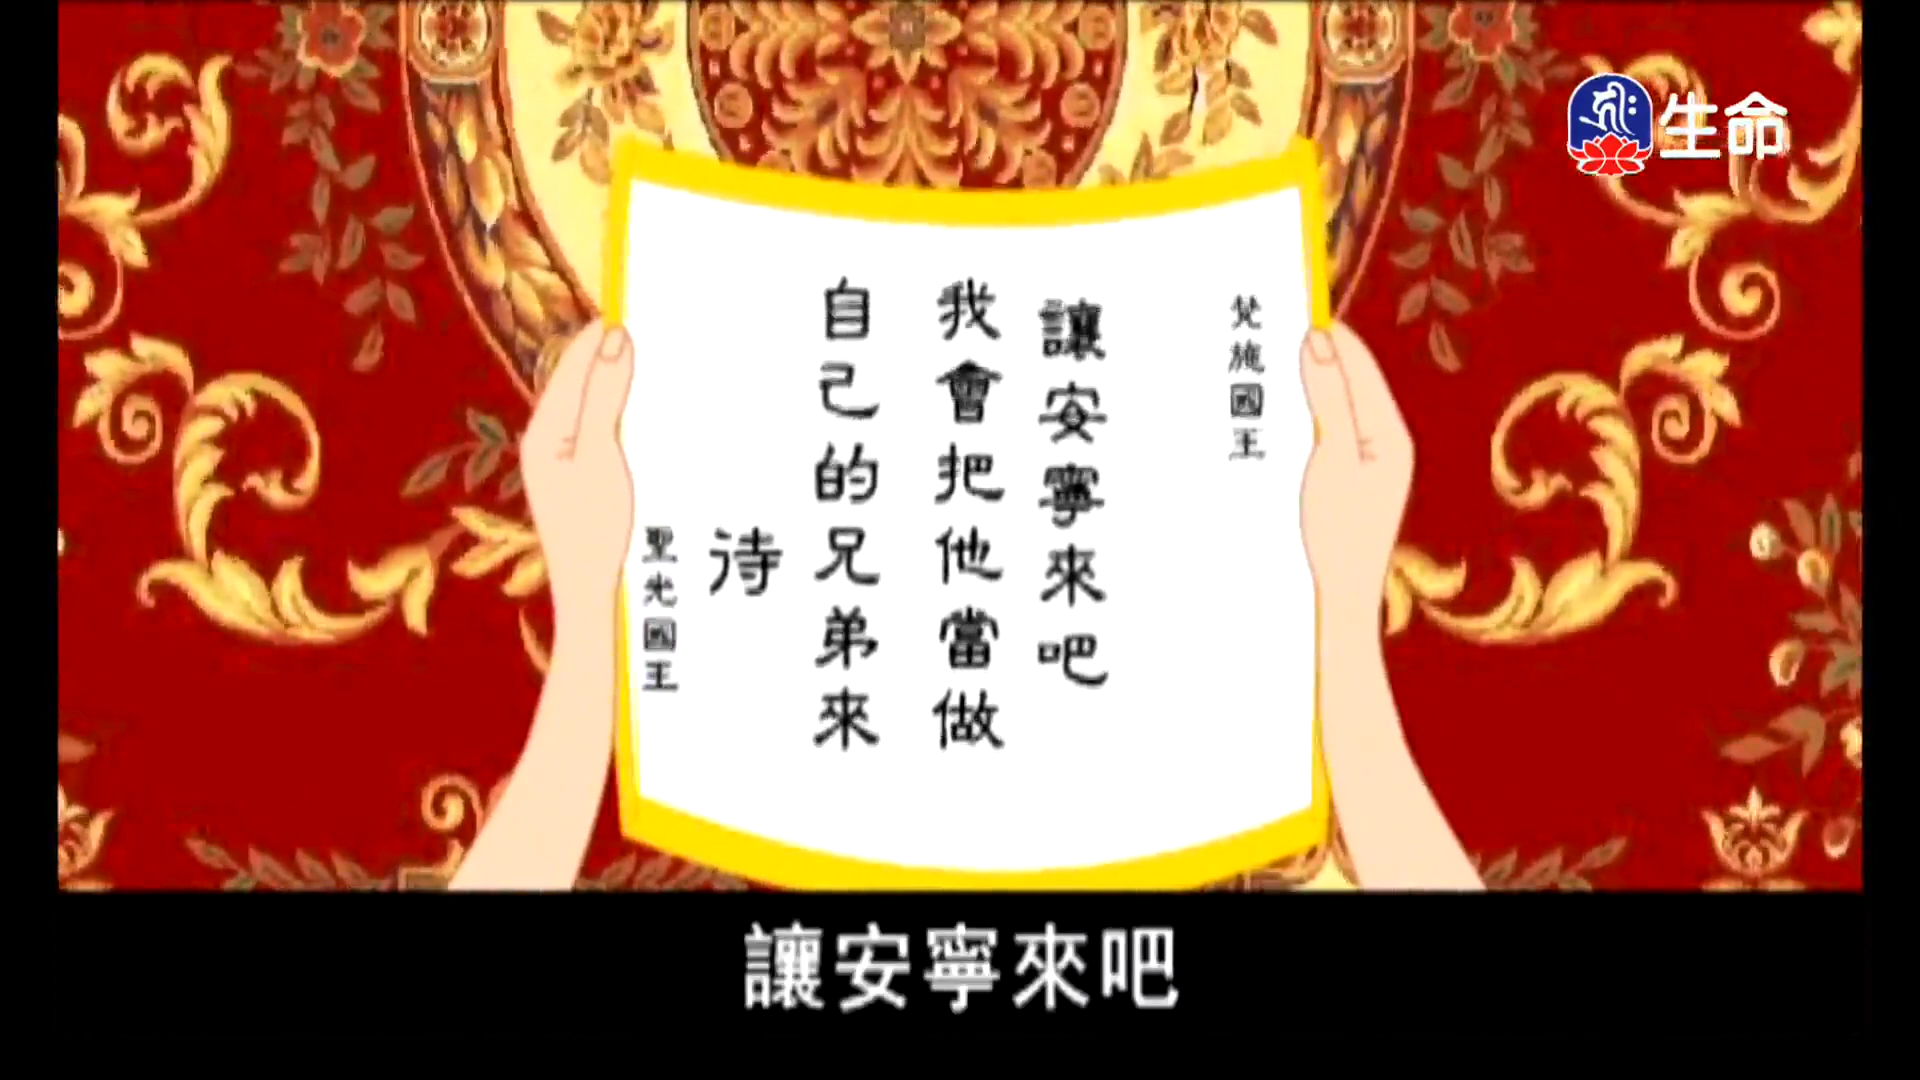 生命
梵施國王
讓安寧來吧
我會把他當做
自己的兄弟來
待
聖光國王
讓安寧來吧